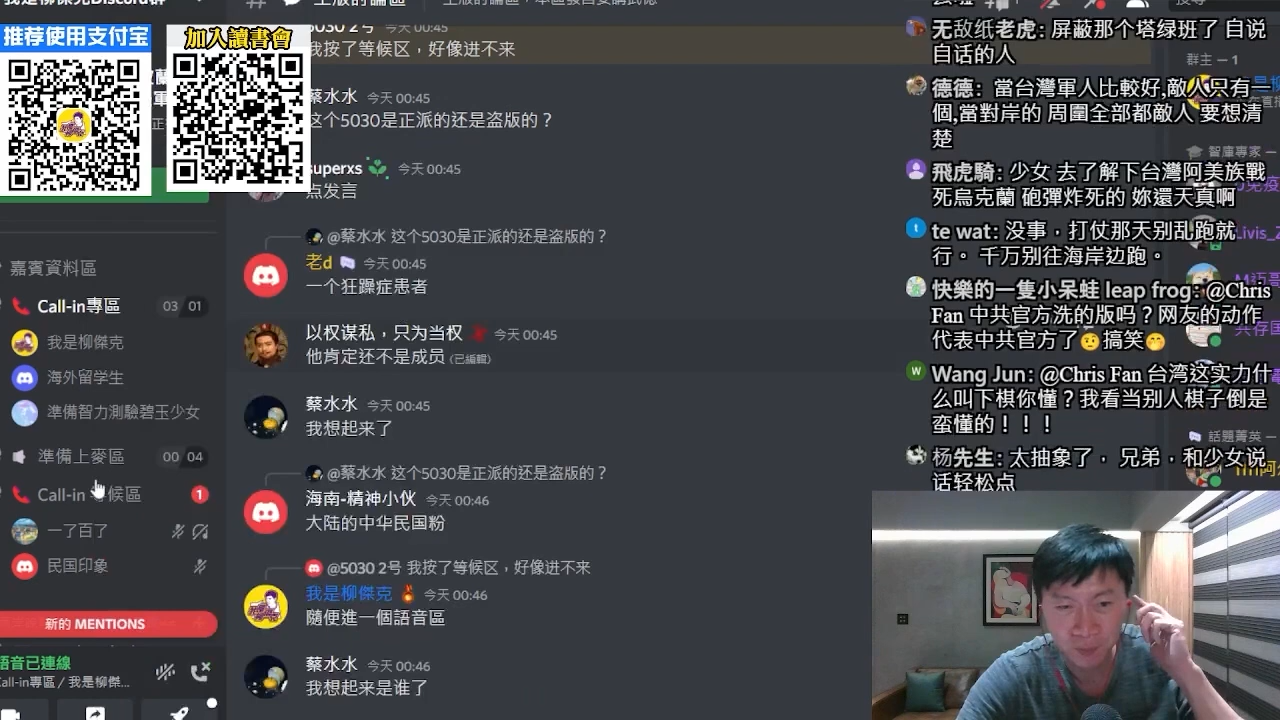 推荐使用支付宝
加入讀書會
嘉賓資料區
Call-in專區
03 01
我是柳傑克
海外留学生
準備智力測驗碧玉少女
準備上麥區
00 04
Call-in 等候區
1
一了百了
民国印象
新的 MENTIONS
語音已連線
Call-in專區 / 我是柳傑...
5030 2号 今天 00:45
我按了等候区，好像进不来
蔡水水 今天 00:45
这个5030是正派的还是盗版的？
superxs 今天 00:45
点发言
@蔡水水 这个5030是正派的还是盗版的？
老d 今天 00:45
一个狂躁症患者
以权谋私，只为当权 今天 00:45
他肯定还不是成员 (已編輯)
蔡水水 今天 00:45
我想起来了
@蔡水水 这个5030是正派的还是盗版的？
海南-精神小伙 今天 00:46
大陆的中华民国粉
@5030 2号 我按了等候区，好像进不来
我是柳傑克 今天 00:46
隨便進一個語音區
蔡水水 今天 00:46
我想起来是谁了
无敌纸老虎: 屏蔽那个塔绿班了 自说
自话的人
德德: 當台灣軍人比較好,敵人只有一
個,當對岸的 周圍全部都敵人 要想清
楚
飛虎騎: 少女 去了解下台灣阿美族戰
死烏克蘭 砲彈炸死的 妳還天真啊
te wat: 没事，打仗那天别乱跑就
行。 千万别往海岸边跑。
快樂的一隻小呆蛙 leap frog: @Chris
Fan 中共官方洗的版吗？网友的动作
代表中共官方了🤨搞笑🤭
Wang Jun: @Chris Fan 台湾这实力什
么叫下棋你懂？我看当别人棋子倒是
蛮懂的！！！
杨先生: 太抽象了， 兄弟，和少女说
话轻松点
群主 — 1
智庫專家 —
話題菁英 —